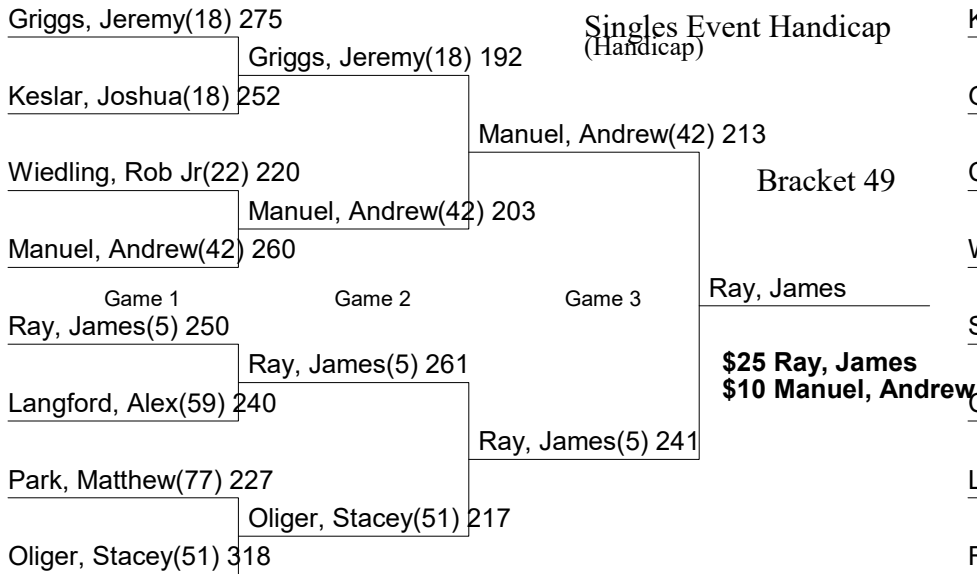 Griggs, Jeremy(18) 275
Singles Event Handicap
(Handicap)
Griggs, Jeremy(18) 192
Keslar, Joshua(18) 252
Manuel, Andrew(42) 213
Wiedling, Rob Jr(22) 220
Bracket 49
Manuel, Andrew(42) 203
Manuel, Andrew(42) 260
Game 1
Game 2
Game 3
Ray, James
Ray, James(5) 250
Ray, James(5) 261
$25 Ray, James
$10 Manuel, Andrew
Langford, Alex(59) 240
Ray, James(5) 241
Park, Matthew(77) 227
Oliger, Stacey(51) 217
Oliger, Stacey(51) 318